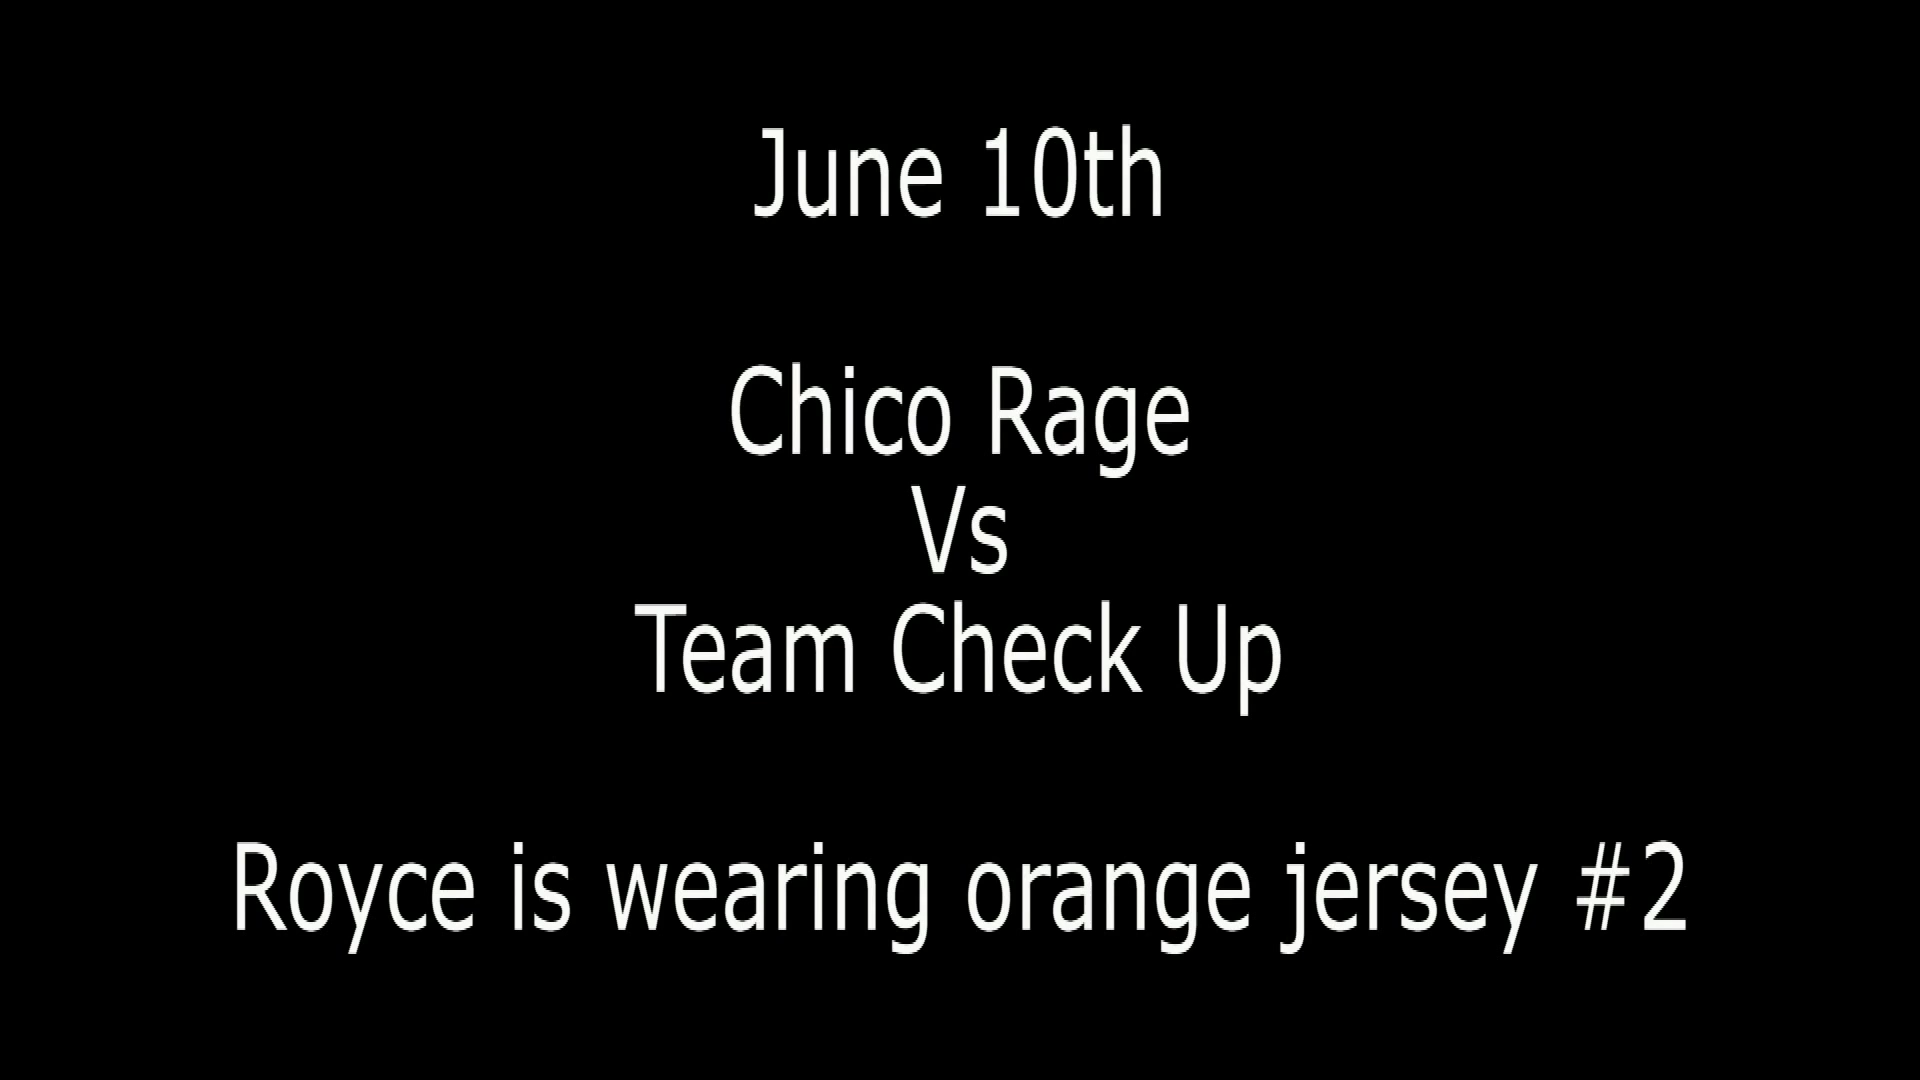 June 10th
Chico Rage
Vs
Team Check Up
Royce is wearing orange jersey #2